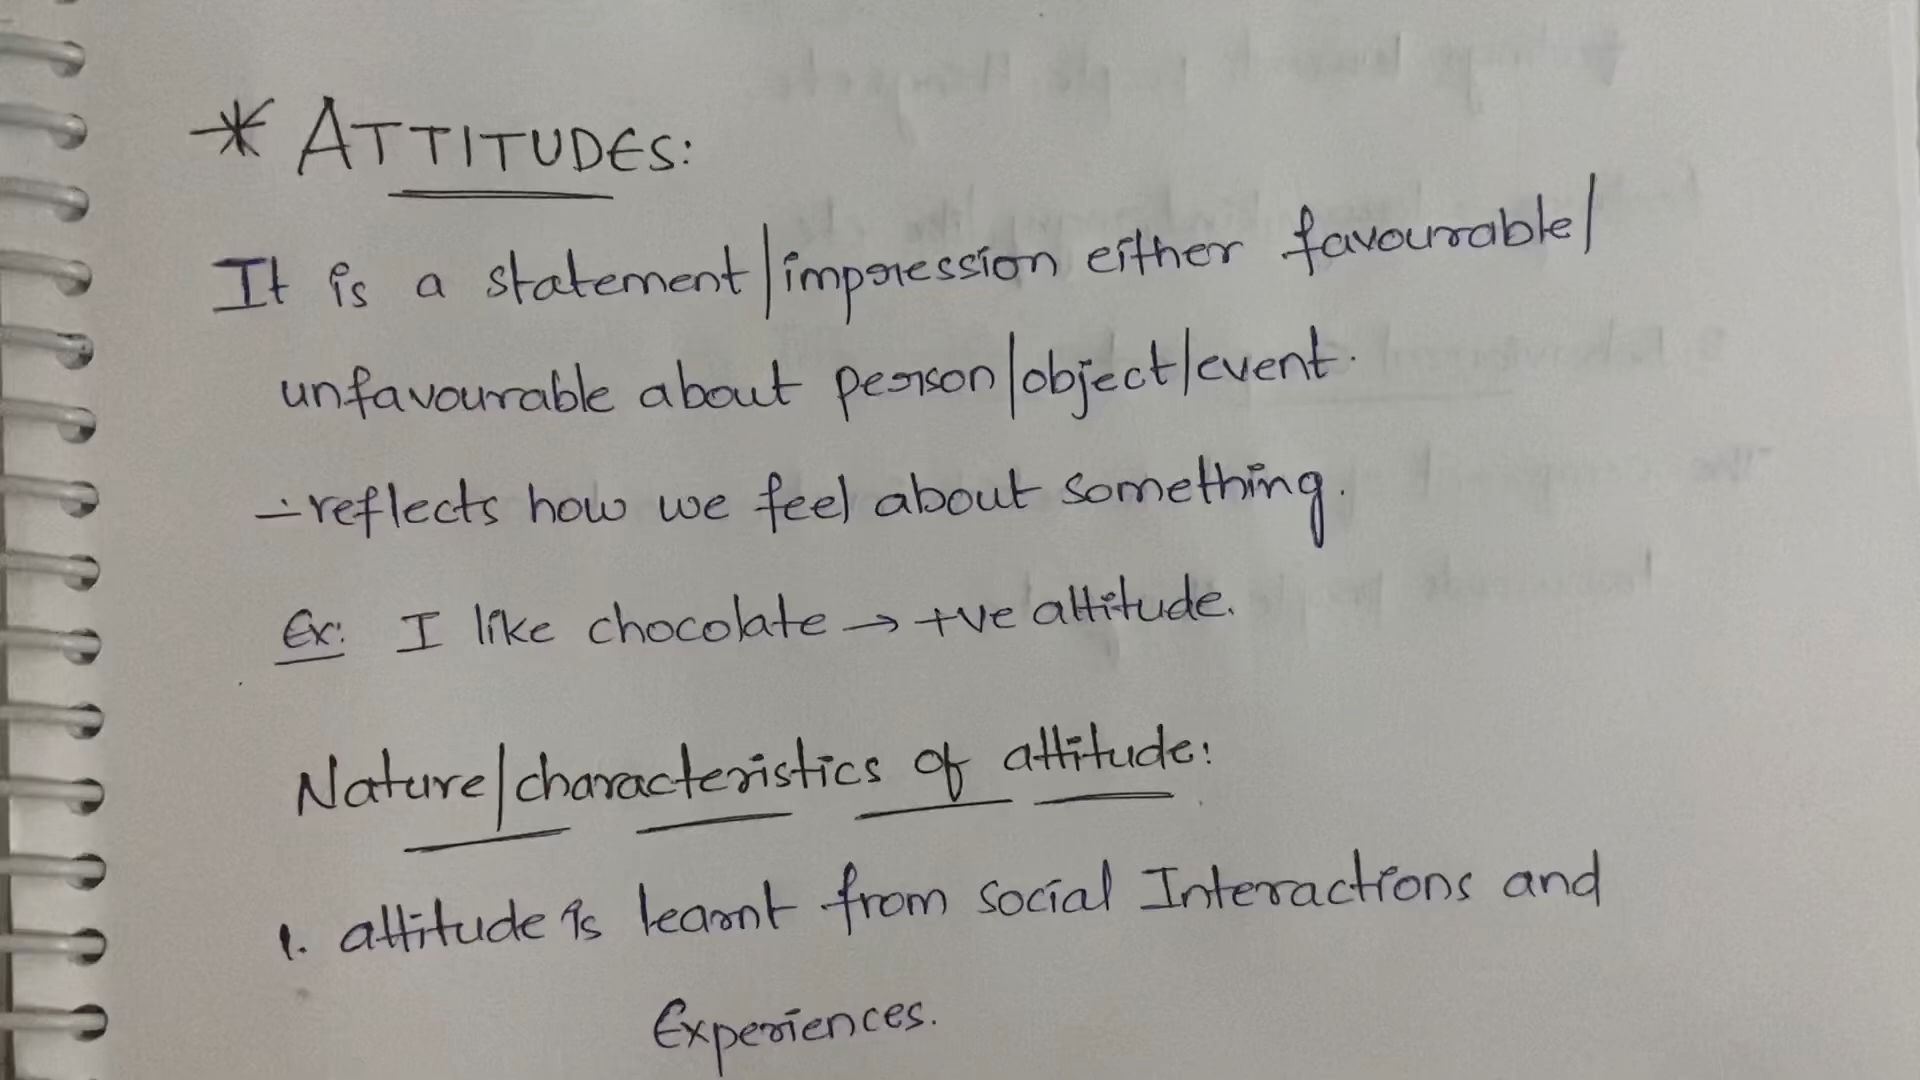 * ATTITUDES:
It is a statement/impression either favourable/
unfavourable about person/object/event.
-reflects how we feel about something.
Ex: I like chocolate → +ve attitude.
Nature/characteristics of attitude:
1. attitude is learnt from social Interactions and
Experiences.